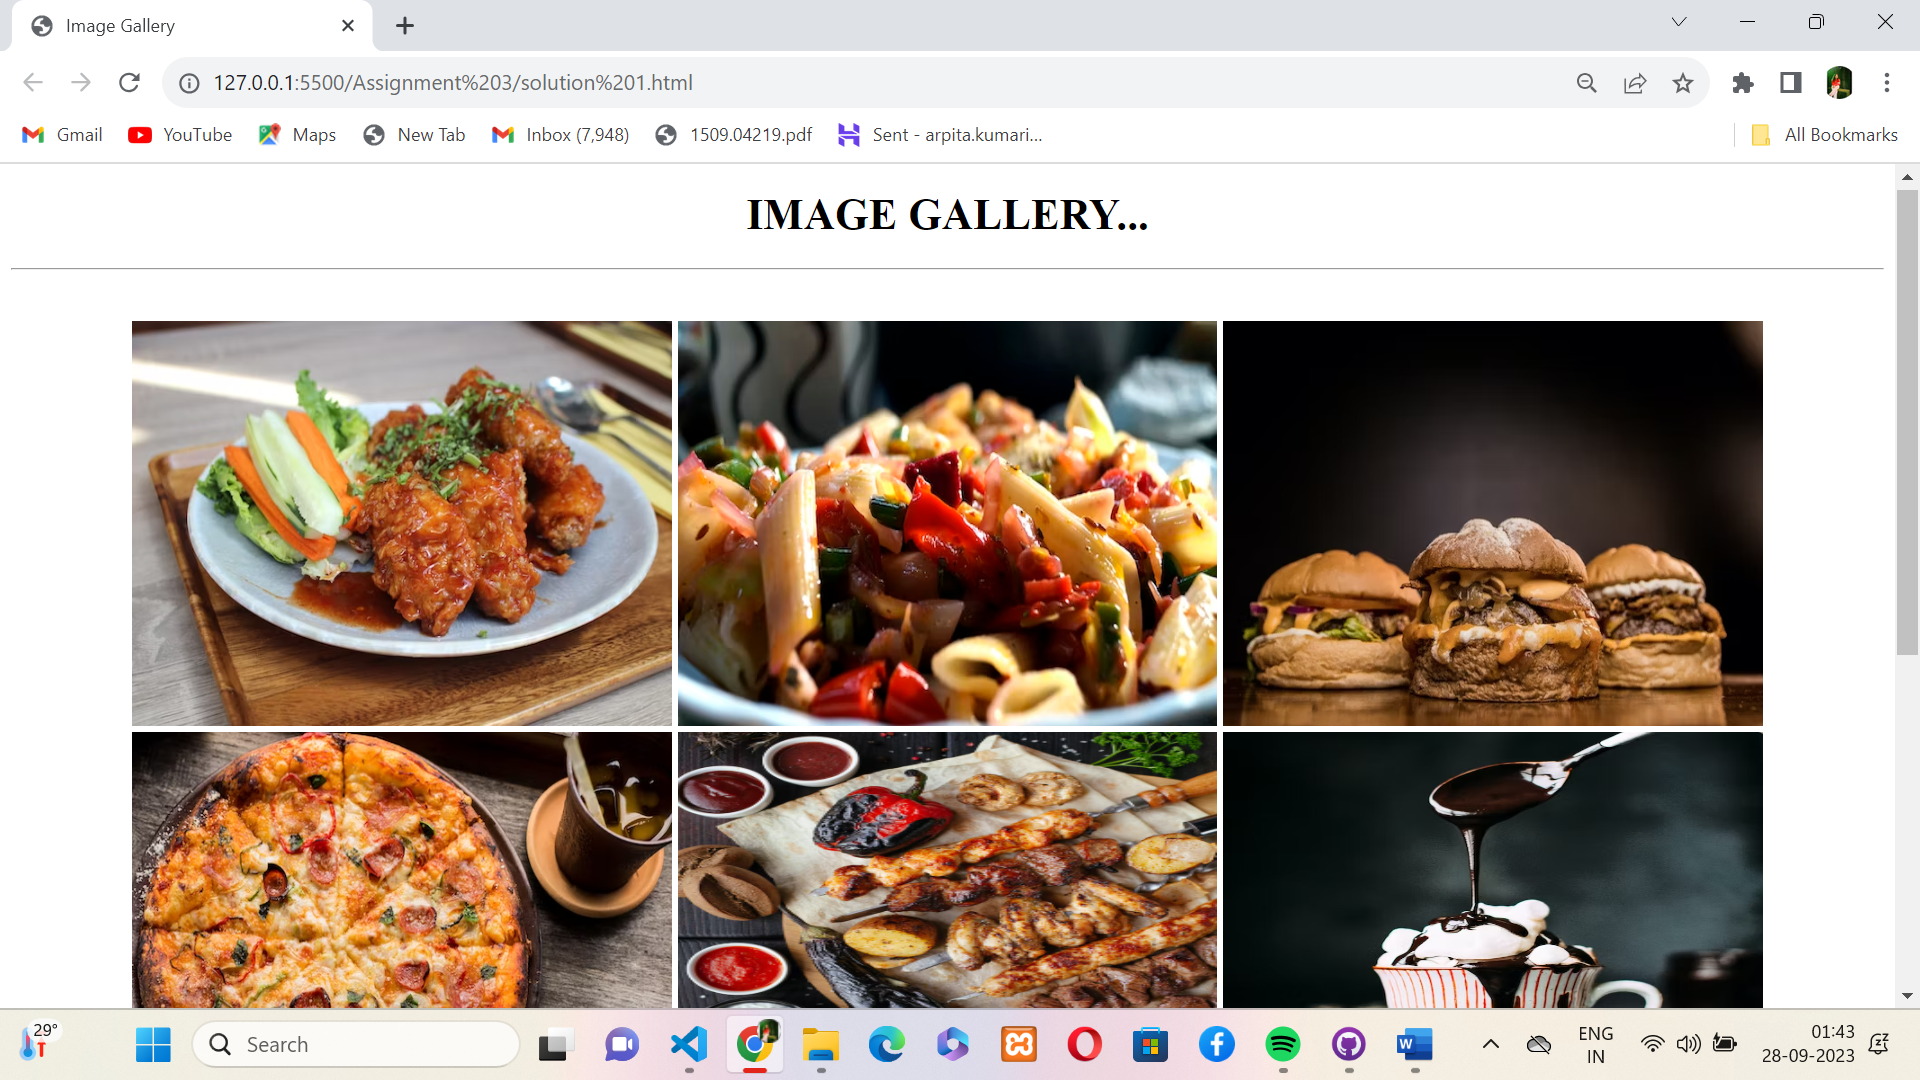 Image Gallery
127.0.0.1:5500/Assignment%203/solution%201.html
Gmail YouTube Maps New Tab Inbox (7,948) 1509.04219.pdf Sent - arpita.kumari... All Bookmarks
IMAGE GALLERY...
29°
Search
ENG
IN
01:43
28-09-2023